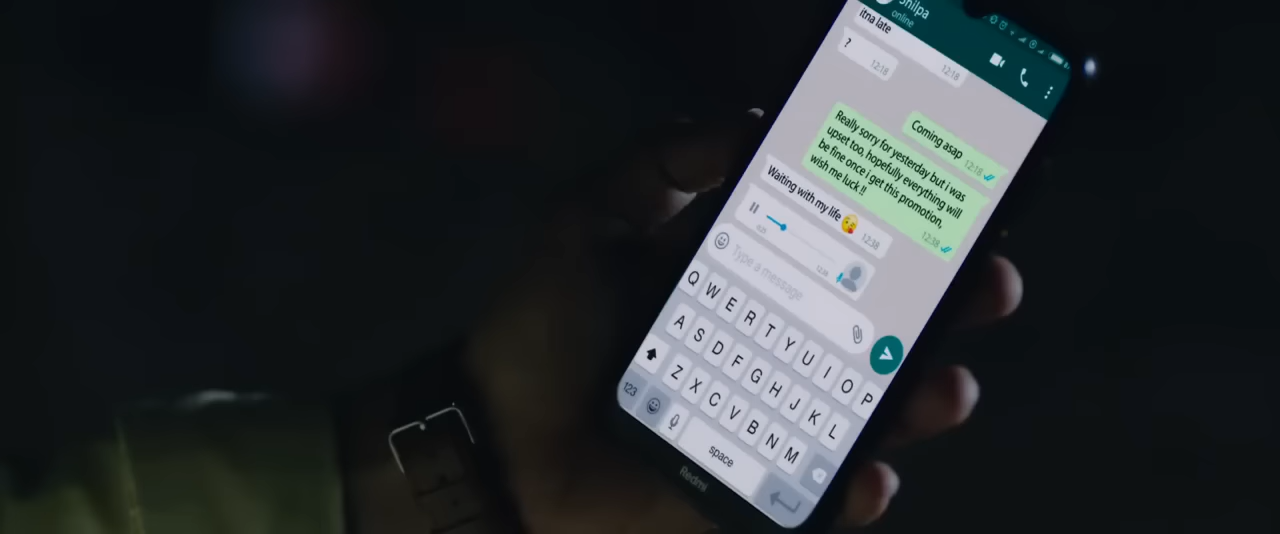 Shilpa
online
itna late
12:18
?
12:18
Coming asap
12:18
Really sorry for yesterday but i was
upset too, hopefully everything will
be fine once i get this promotion,
wish me luck !!
12:38
Waiting with my life 😘
12:38
Type a message
Q W E R T Y U I O P
A S D F G H J K L
Z X C V B N M
123
space
Redmi